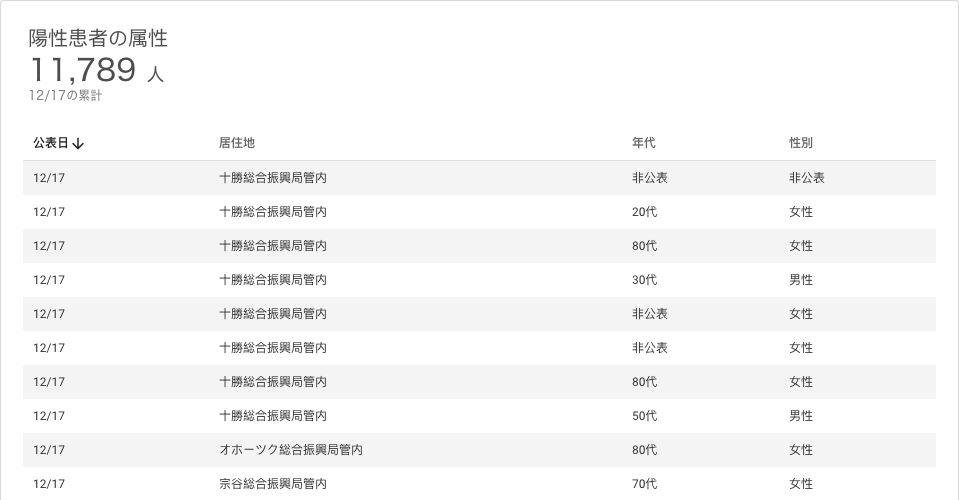 陽性患者の属性
11,789 人
12/17の累計
公表日↓ 居住地 年代 性別
12/17 十勝総合振興局管内 非公表 非公表
12/17 十勝総合振興局管内 20代 女性
12/17 十勝総合振興局管内 80代 女性
12/17 十勝総合振興局管内 30代 男性
12/17 十勝総合振興局管内 非公表 女性
12/17 十勝総合振興局管内 非公表 女性
12/17 十勝総合振興局管内 80代 女性
12/17 十勝総合振興局管内 50代 男性
12/17 オホーツク総合振興局管内 80代 女性
12/17 宗谷総合振興局管内 70代 女性